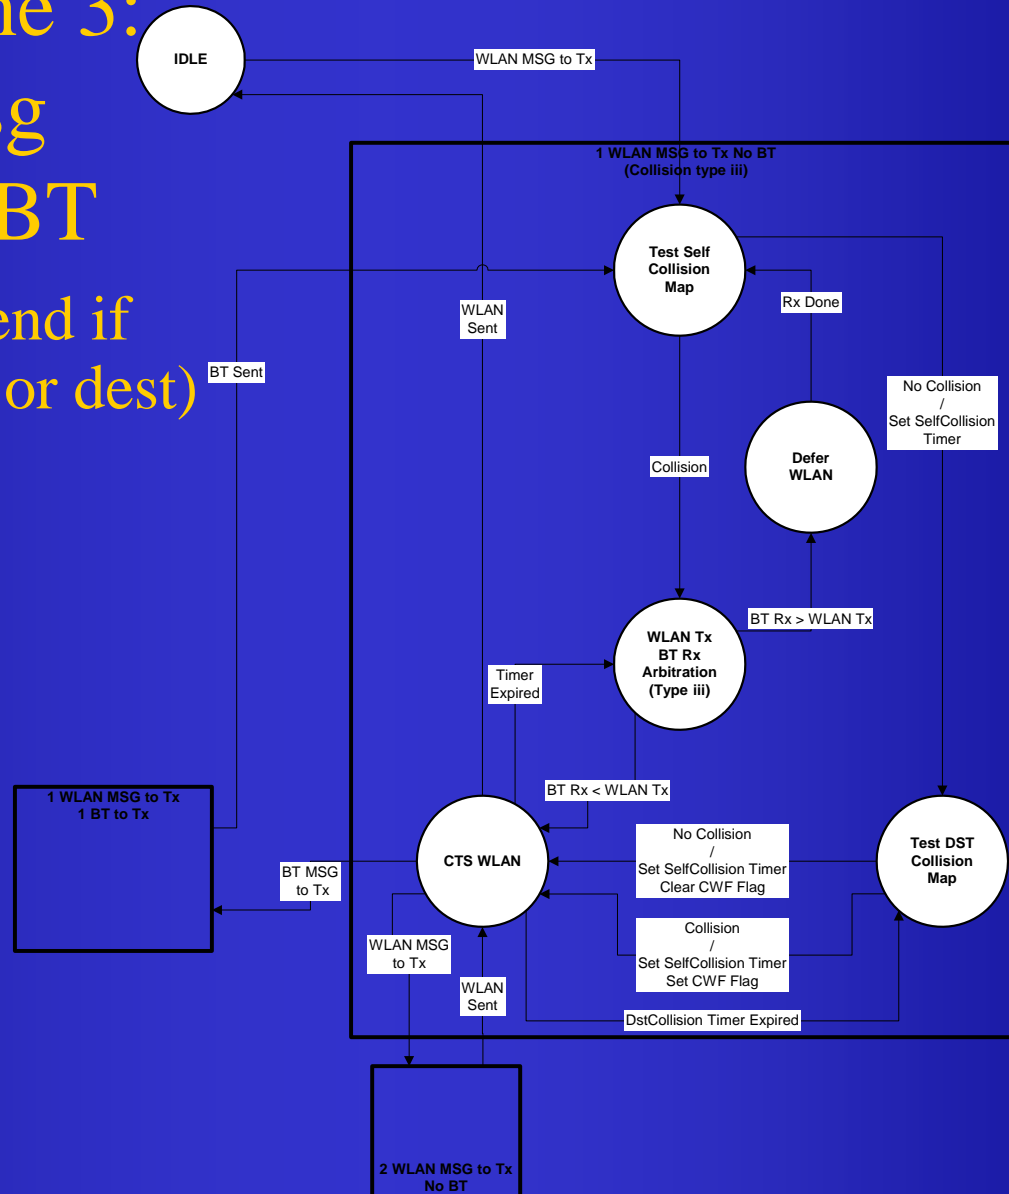 ne 3:
g
BT
end if
or dest)
IDLE
WLAN MSG to Tx
1 WLAN MSG to Tx No BT
(Collision type iii)
Test Self
Collision
Map
WLAN
Sent
Rx Done
BT Sent
No Collision
/
Set SelfCollision
Timer
Collision
Defer
WLAN
BT Rx > WLAN Tx
WLAN Tx
BT Rx
Arbitration
(Type iii)
Timer
Expired
BT Rx < WLAN Tx
1 WLAN MSG to Tx
1 BT to Tx
CTS WLAN
No Collision
/
Set SelfCollision Timer
Clear CWF Flag
Test DST
Collision
Map
BT MSG
to Tx
Collision
/
Set SelfCollision Timer
Set CWF Flag
WLAN MSG
to Tx
WLAN
Sent
DstCollision Timer Expired
2 WLAN MSG to Tx
No BT